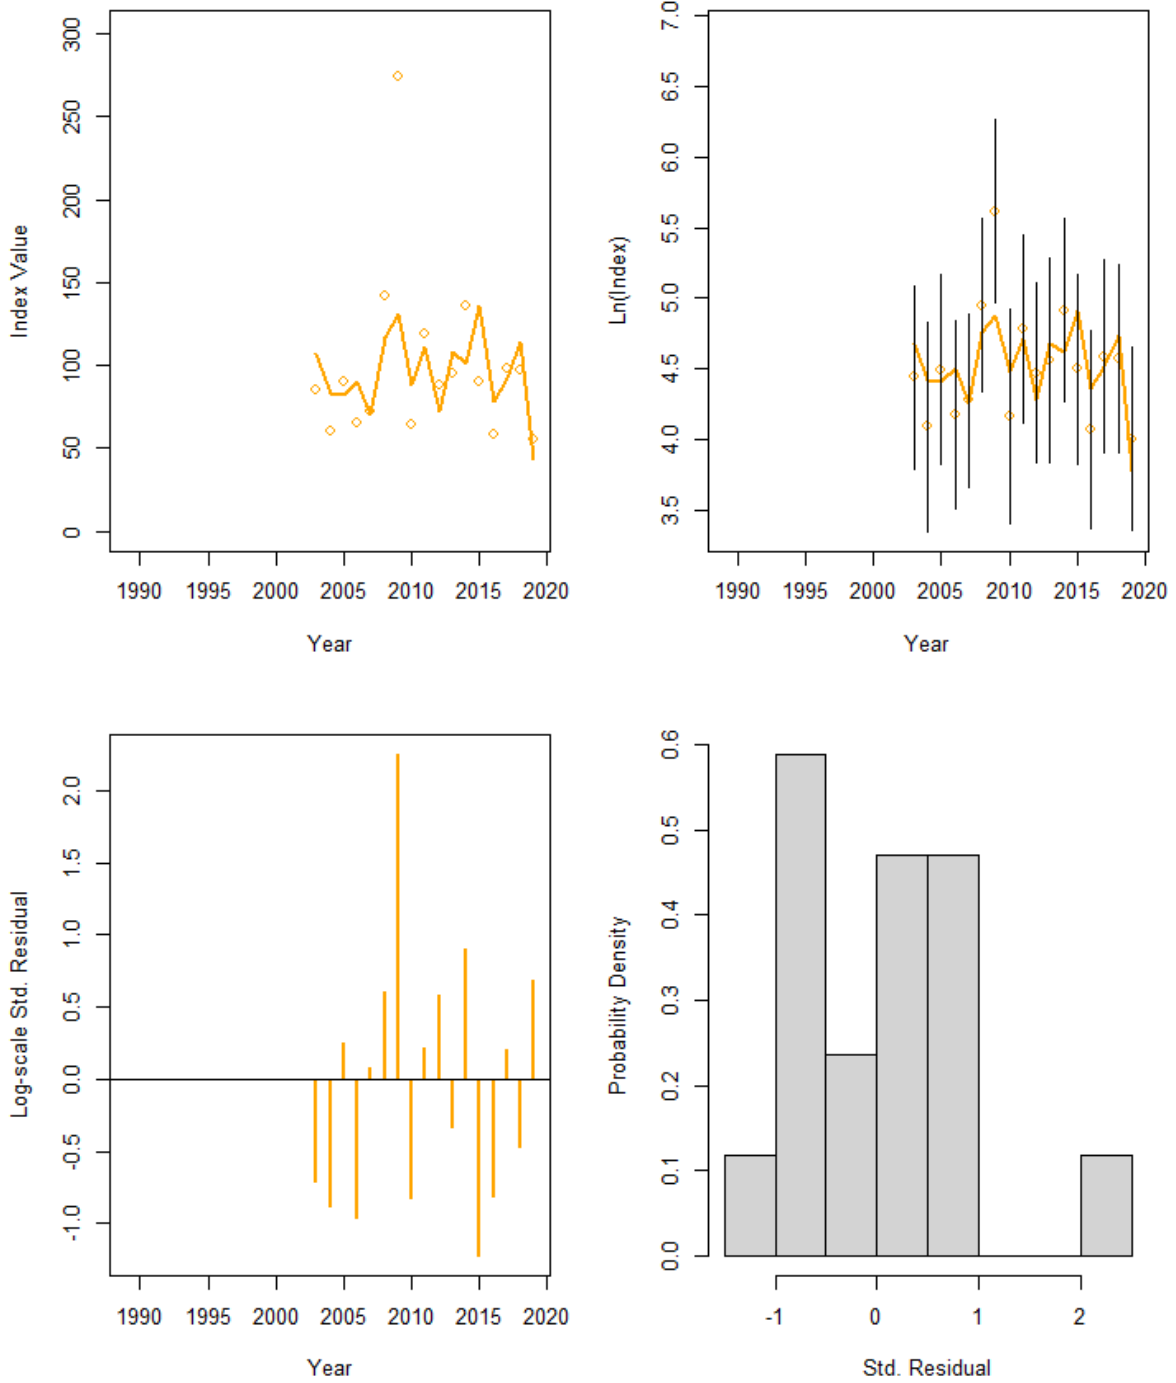 Index Value
300
250
200
150
100
50
0
1990 1995 2000 2005 2010 2015 2020
Year
Ln(Index)
7.0
6.5
6.0
5.5
5.0
4.5
4.0
3.5
1990 1995 2000 2005 2010 2015 2020
Year
Log-scale Std. Residual
2.0
1.5
1.0
0.5
0.0
-0.5
-1.0
1990 1995 2000 2005 2010 2015 2020
Year
Probability Density
0.6
0.5
0.4
0.3
0.2
0.1
0.0
-1 0 1 2
Std. Residual